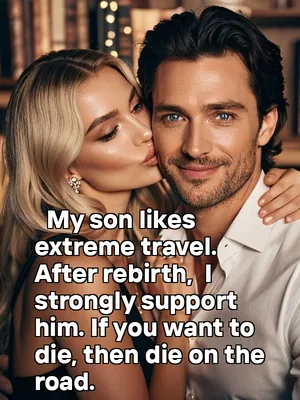 My son likes
extreme travel.
After rebirth, I
strongly support
him. If you want to
die, then die on the
road.